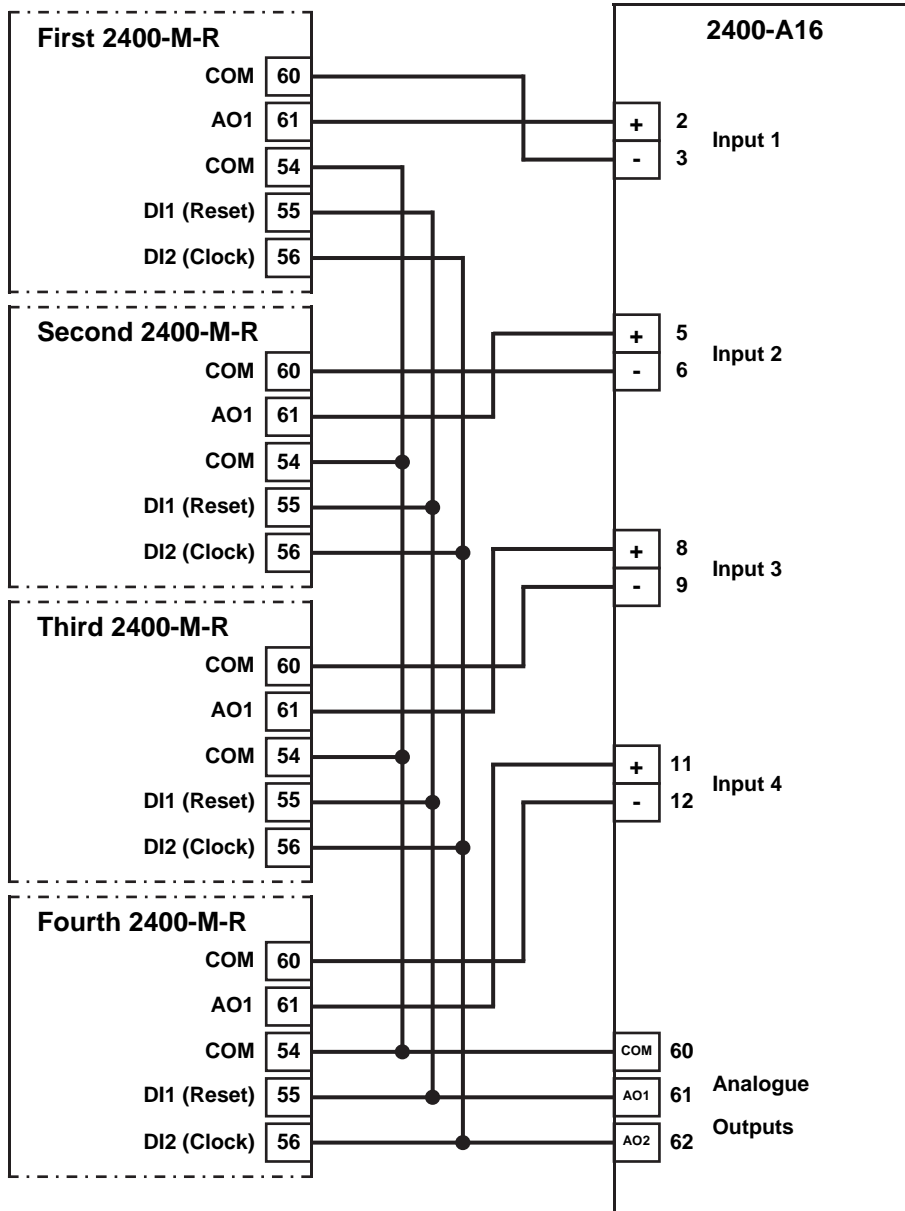 First 2400-M-R
COM 60
AO1 61
COM 54
DI1 (Reset) 55
DI2 (Clock) 56
Second 2400-M-R
COM 60
AO1 61
COM 54
DI1 (Reset) 55
DI2 (Clock) 56
Third 2400-M-R
COM 60
AO1 61
COM 54
DI1 (Reset) 55
DI2 (Clock) 56
Fourth 2400-M-R
COM 60
AO1 61
COM 54
DI1 (Reset) 55
DI2 (Clock) 56
2400-A16
+ 2
- 3
Input 1
+ 5
- 6
Input 2
+ 8
- 9
Input 3
+ 11
- 12
Input 4
COM 60
AO1 61
AO2 62
Analogue
Outputs